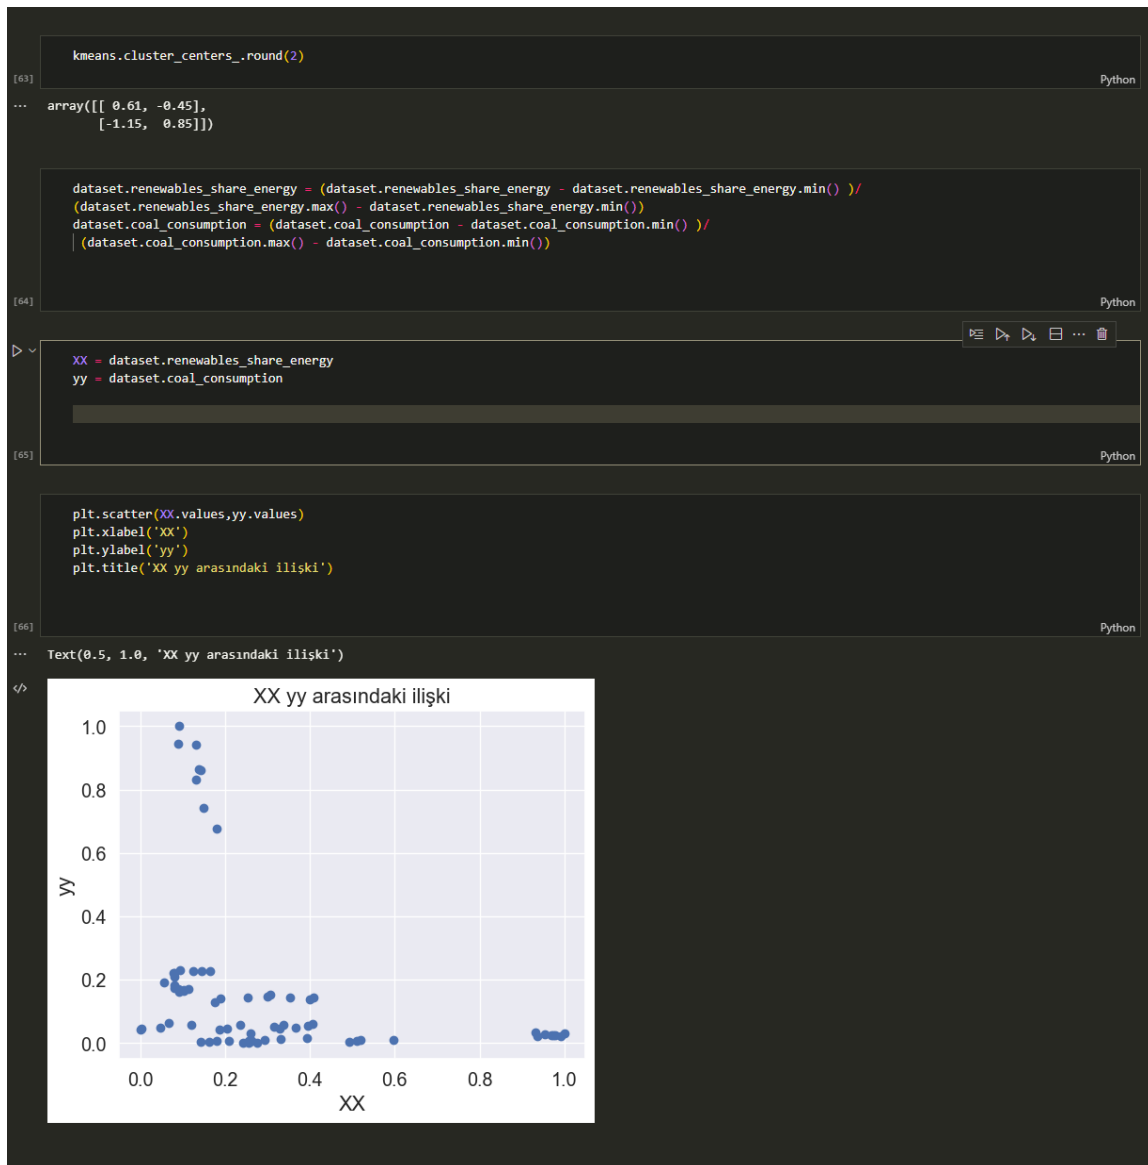 kmeans.cluster_centers_.round(2)
[63]
Python
array([[ 0.61, -0.45],
[-1.15,  0.85]])
dataset.renewables_share_energy = (dataset.renewables_share_energy - dataset.renewables_share_energy.min() )/
(dataset.renewables_share_energy.max() - dataset.renewables_share_energy.min())
dataset.coal_consumption = (dataset.coal_consumption - dataset.coal_consumption.min() )/
(dataset.coal_consumption.max() - dataset.coal_consumption.min())
[64]
Python
XX = dataset.renewables_share_energy
yy = dataset.coal_consumption
[65]
Python
plt.scatter(XX.values,yy.values)
plt.xlabel('XX')
plt.ylabel('yy')
plt.title('XX yy arasındaki ilişki')
[66]
Python
Text(0.5, 1.0, 'XX yy arasındaki ilişki')
XX yy arasındaki ilişki
1.0
0.8
0.6
yy
0.4
0.2
0.0
0.0 0.2 0.4 0.6 0.8 1.0
XX